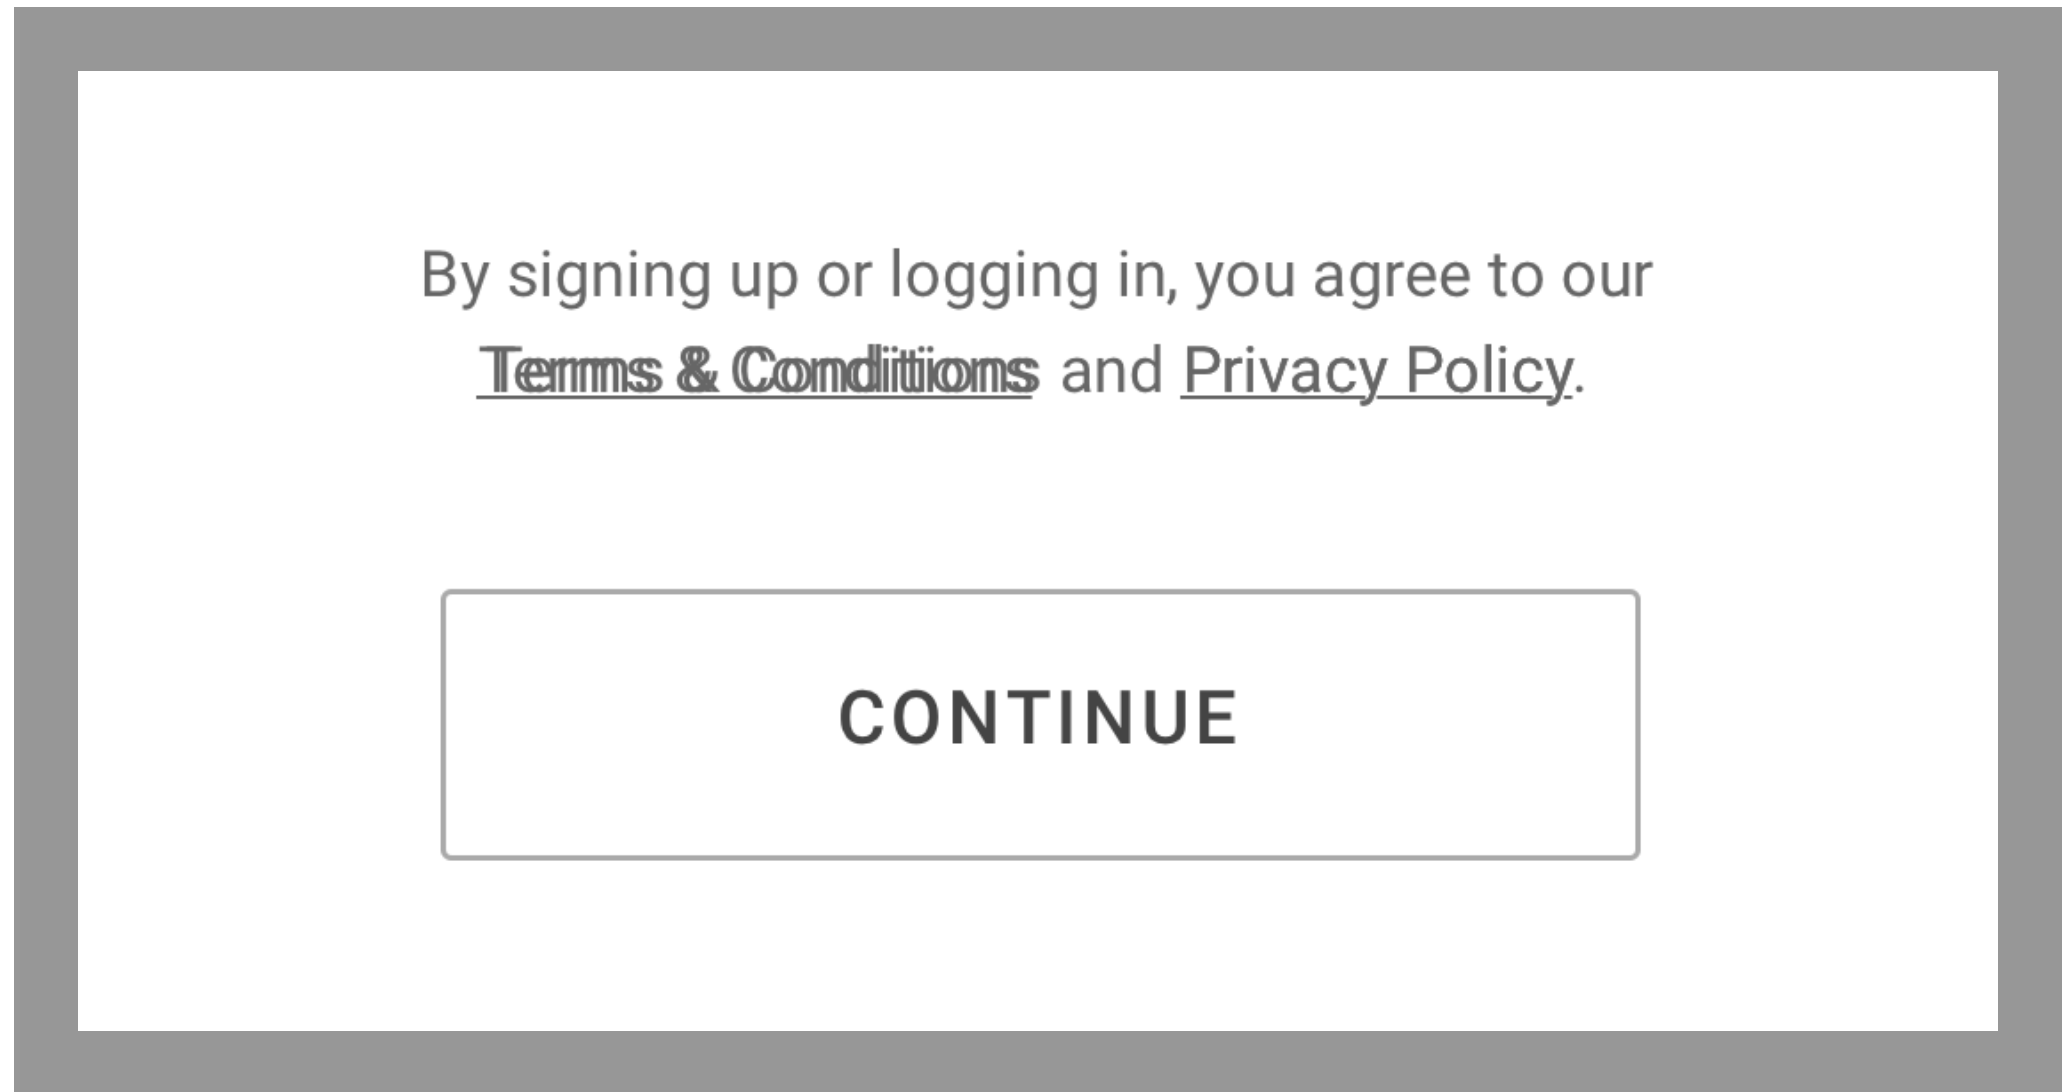 By signing up or logging in, you agree to our
Terms & Conditions and Privacy Policy.
CONTINUE